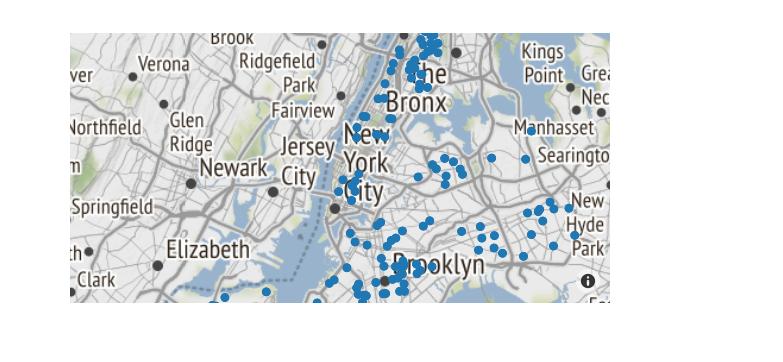 Brook
Verona
ver
Ridgefield
Park
Kings
Point
Grea
The
Bronx
Nec
Fairview
Glen
Ridge
Northfield
Manhasset
New
York
City
Jersey
City
Searingto
Newark
m
Springfield
New
Hyde
Park
Elizabeth
th
Brooklyn
Clark
i